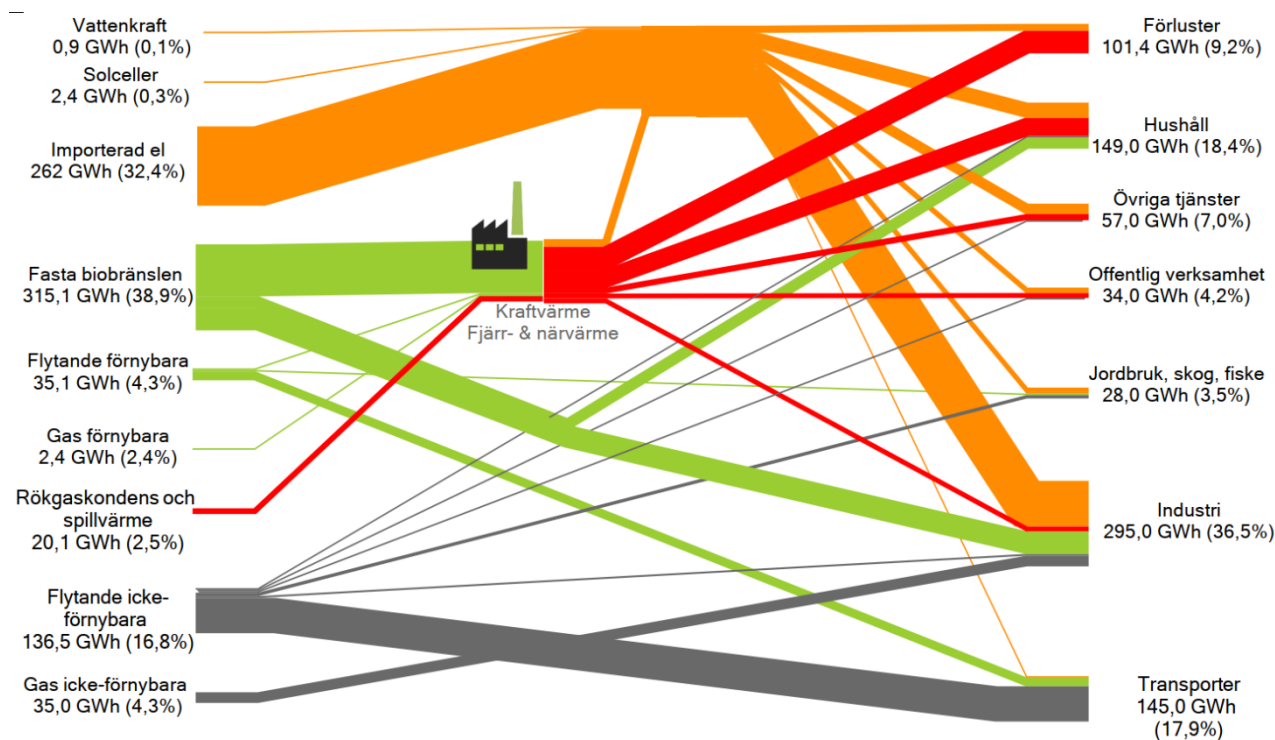 Vattenkraft
0,9 GWh (0,1%)
Solceller
2,4 GWh (0,3%)
Importerad el
262 GWh (32,4%)
Fasta biobränslen
315,1 GWh (38,9%)
Flytande förnybara
35,1 GWh (4,3%)
Gas förnybara
2,4 GWh (2,4%)
Rökgaskondens och
spillvärme
20,1 GWh (2,5%)
Flytande icke-
förnybara
136,5 GWh (16,8%)
Gas icke-förnybara
35,0 GWh (4,3%)
Kraftvärme
Fjärr- & närvärme
Förluster
101,4 GWh (9,2%)
Hushåll
149,0 GWh (18,4%)
Övriga tjänster
57,0 GWh (7,0%)
Offentlig verksamhet
34,0 GWh (4,2%)
Jordbruk, skog, fiske
28,0 GWh (3,5%)
Industri
295,0 GWh (36,5%)
Transporter
145,0 GWh
(17,9%)